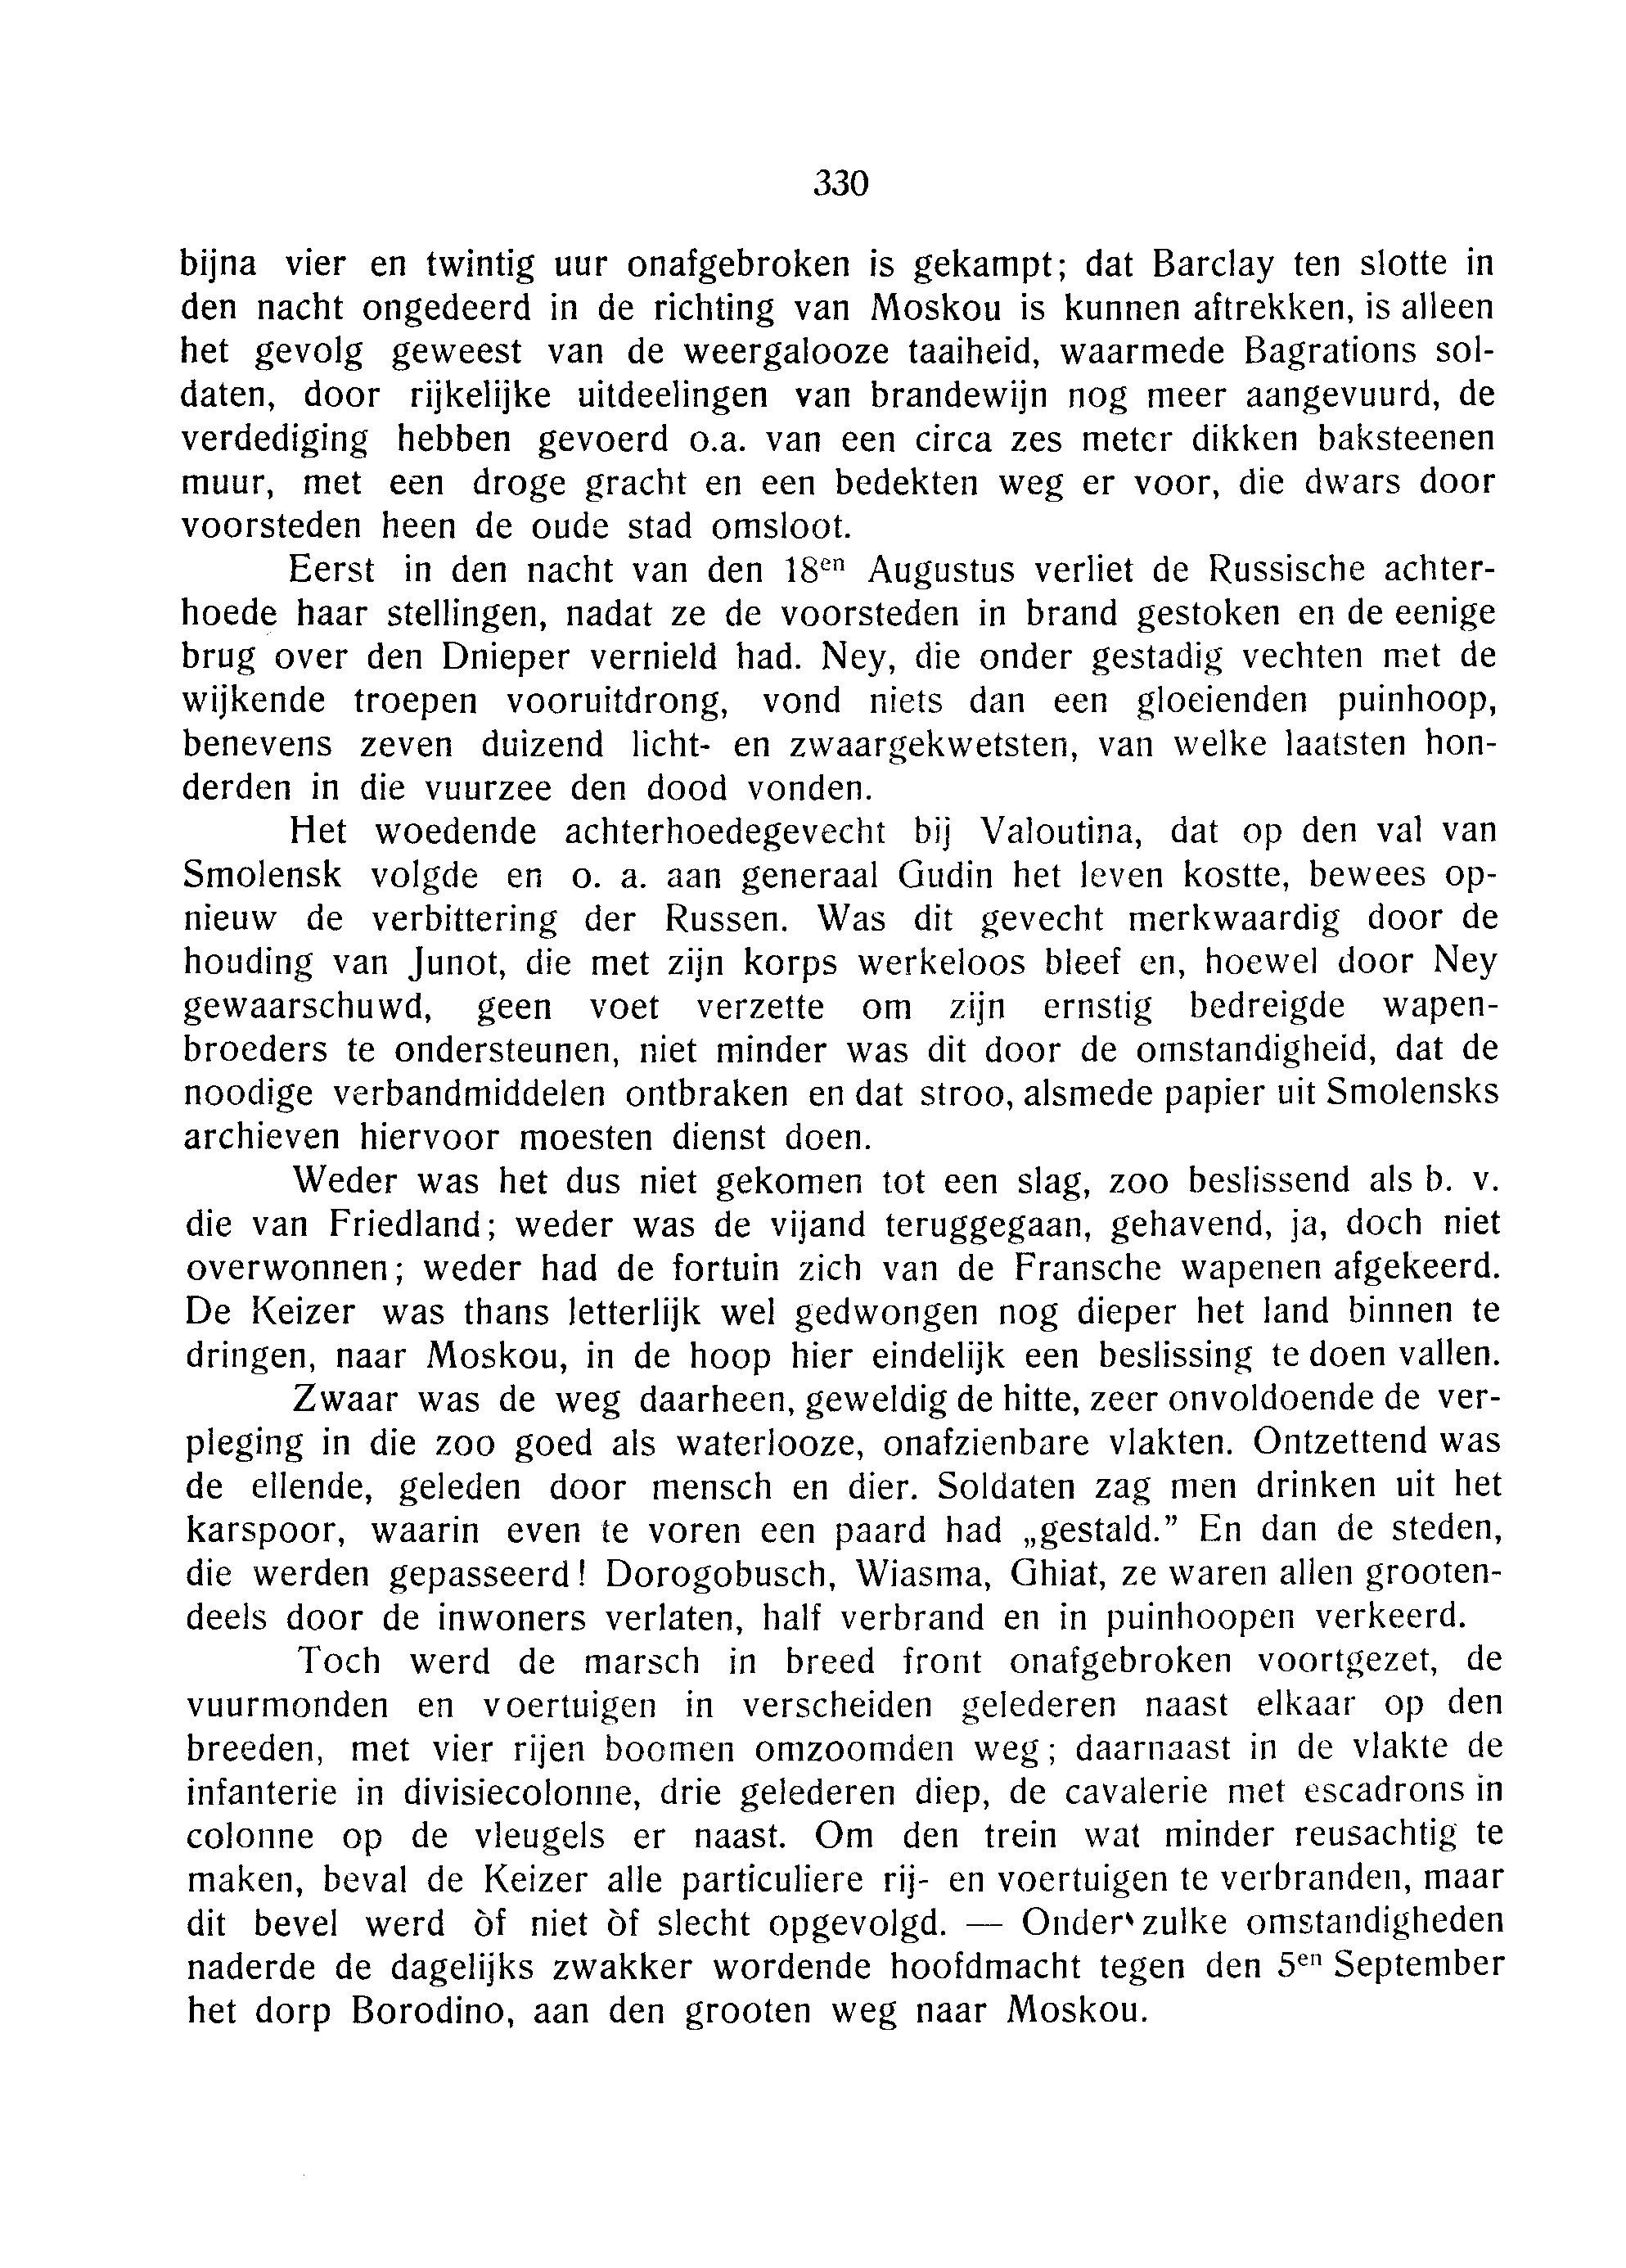 330
bijna vier en twintig uur onafgebroken is gekampt; dat Barclay ten slotte in
den nacht ongedeerd in de richting van Moskou is kunnen aftrekken, is alleen
het gevolg geweest van de weergalooze taaiheid, waarmede Bagrations sol-
daten, door rijkelijke uitdeelingen van brandewijn nog meer aangevuurd, de
verdediging hebben gevoerd o.a. van een circa zes meter dikken baksteenen
muur, met een droge gracht en een bedekten weg er voor, die dwars door
voorsteden heen de oude stad omsloot.
Eerst in den nacht van den 18en Augustus verliet de Russische achter-
hoede haar stellingen, nadat ze de voorsteden in brand gestoken en de eenige
brug over den Dnieper vernield had. Ney, die onder gestadig vechten met de
wijkende troepen vooruitdrong, vond niets dan een gloeienden puinhoop,
benevens zeven duizend licht- en zwaargekwetsten, van welke laatsten hon-
derden in die vuurzee den dood vonden.
Het woedende achterhoedegevecht bij Valoutina, dat op den val van
Smolensk volgde en o. a. aan generaal Gudin het leven kostte, bewees op-
nieuw de verbittering der Russen. Was dit gevecht merkwaardig door de
houding van Junot, die met zijn korps werkeloos bleef en, hoewel door Ney
gewaarschuwd, geen voet verzette om zijn ernstig bedreigde wapen-
broeders te ondersteunen, niet minder was dit door de omstandigheid, dat de
noodige verbandmiddelen ontbraken en dat stroo, alsmede papier uit Smolensks
archieven hiervoor moesten dienst doen.
Weder was het dus niet gekomen tot een slag, zoo beslissend als b. v.
die van Friedland; weder was de vijand teruggegaan, gehavend, ja, doch niet
overwonnen; weder had de fortuin zich van de Fransche wapenen afgekeerd.
De Keizer was thans letterlijk wel gedwongen nog dieper het land binnen te
dringen, naar Moskou, in de hoop hier eindelijk een beslissing te doen vallen.
Zwaar was de weg daarheen, geweldig de hitte, zeer onvoldoende de ver-
pleging in die zoo goed als waterlooze, onafzienbare vlakten. Ontzettend was
de ellende, geleden door mensch en dier. Soldaten zag men drinken uit het
karspoor, waarin even te voren een paard had „gestald.” En dan de steden,
die werden gepasseerd! Dorogobusch, Wiasma, Ghiat, ze waren allen grooten-
deels door de inwoners verlaten, half verbrand en in puinhoopen verkeerd.
Toch werd de marsch in breed front onafgebroken voortgezet, de
vuurmonden en voertuigen in verscheiden gelederen naast elkaar op den
breeden, met vier rijen boomen omzoomden weg; daarnaast in de vlakte de
infanterie in divisiecolonne, drie gelederen diep, de cavalerie met escadrons in
colonne op de vleugels er naast. Om den trein wat minder reusachtig te
maken, beval de Keizer alle particuliere rij- en voertuigen te verbranden, maar
dit bevel werd òf niet òf slecht opgevolgd. — Onder zulke omstandigheden
naderde de dagelijks zwakker wordende hoofdmacht tegen den 5en September
het dorp Borodino, aan den grooten weg naar Moskou.